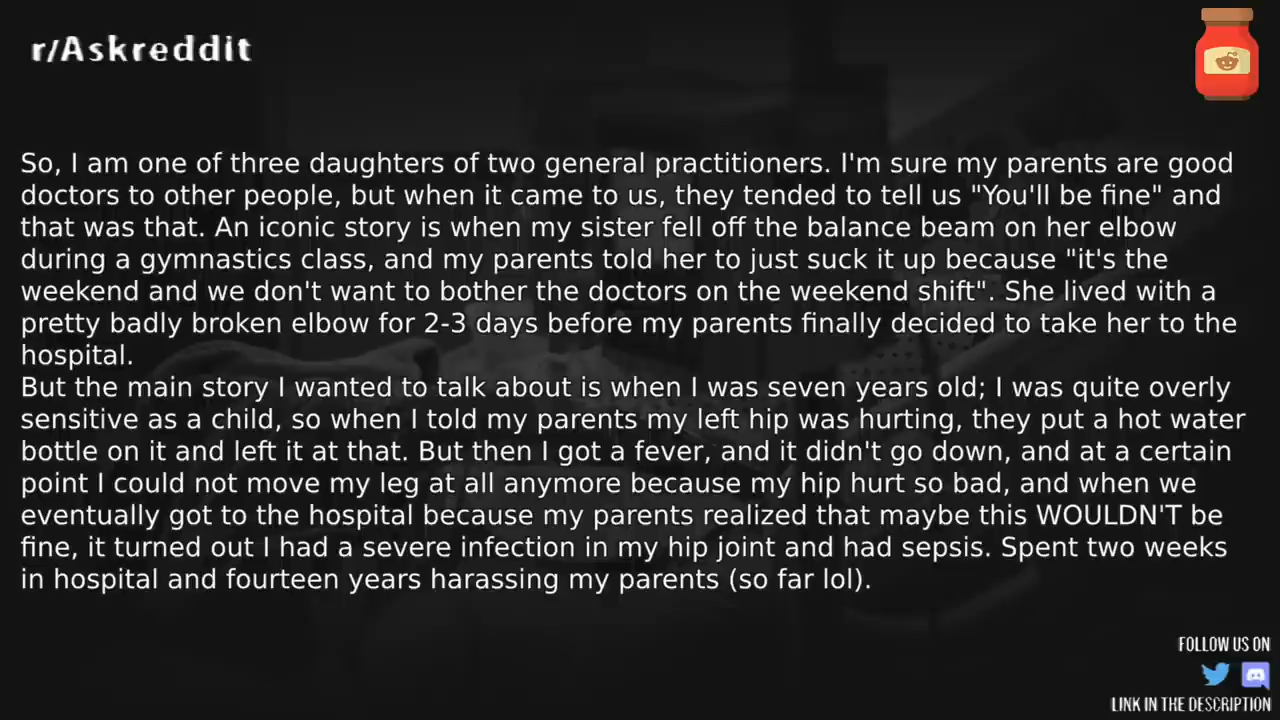 r/Askreddit
So, I am one of three daughters of two general practitioners. I'm sure my parents are good
doctors to other people, but when it came to us, they tended to tell us "You'll be fine" and
that was that. An iconic story is when my sister fell off the balance beam on her elbow
during a gymnastics class, and my parents told her to just suck it up because "it's the
weekend and we don't want to bother the doctors on the weekend shift". She lived with a
pretty badly broken elbow for 2-3 days before my parents finally decided to take her to the
hospital.
But the main story I wanted to talk about is when I was seven years old; I was quite overly
sensitive as a child, so when I told my parents my left hip was hurting, they put a hot water
bottle on it and left it at that. But then I got a fever, and it didn't go down, and at a certain
point I could not move my leg at all anymore because my hip hurt so bad, and when we
eventually got to the hospital because my parents realized that maybe this WOULDN'T be
fine, it turned out I had a severe infection in my hip joint and had sepsis. Spent two weeks
in hospital and fourteen years harassing my parents (so far lol).
FOLLOW US ON
LINK IN THE DESCRIPTION